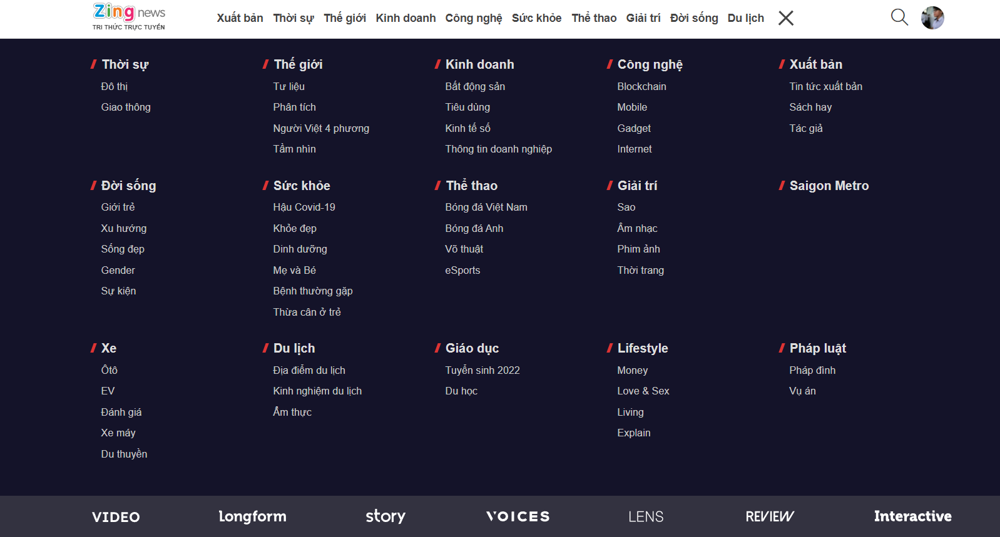 Zing news
TRI THỨC TRỰC TUYẾN
Xuất bản Thời sự Thế giới Kinh doanh Công nghệ Sức khỏe Thể thao Giải trí Đời sống Du lịch
Thời sự
Đô thị
Giao thông
Thế giới
Tư liệu
Phân tích
Người Việt 4 phương
Tầm nhìn
Kinh doanh
Bất động sản
Tiêu dùng
Kinh tế số
Thông tin doanh nghiệp
Công nghệ
Blockchain
Mobile
Gadget
Internet
Xuất bản
Tin tức xuất bản
Sách hay
Tác giả
Đời sống
Giới trẻ
Xu hướng
Sống đẹp
Gender
Sự kiện
Sức khỏe
Hậu Covid-19
Khỏe đẹp
Dinh dưỡng
Mẹ và Bé
Bệnh thường gặp
Thừa cân ở trẻ
Thể thao
Bóng đá Việt Nam
Bóng đá Anh
Võ thuật
eSports
Giải trí
Sao
Âm nhạc
Phim ảnh
Thời trang
Saigon Metro
Xe
Ôtô
EV
Đánh giá
Xe máy
Du thuyền
Du lịch
Địa điểm du lịch
Kinh nghiệm du lịch
Ẩm thực
Giáo dục
Tuyển sinh 2022
Du học
Lifestyle
Money
Love & Sex
Living
Explain
Pháp luật
Pháp đình
Vụ án
VIDEO longform story VOICES LENS REVIEW Interactive